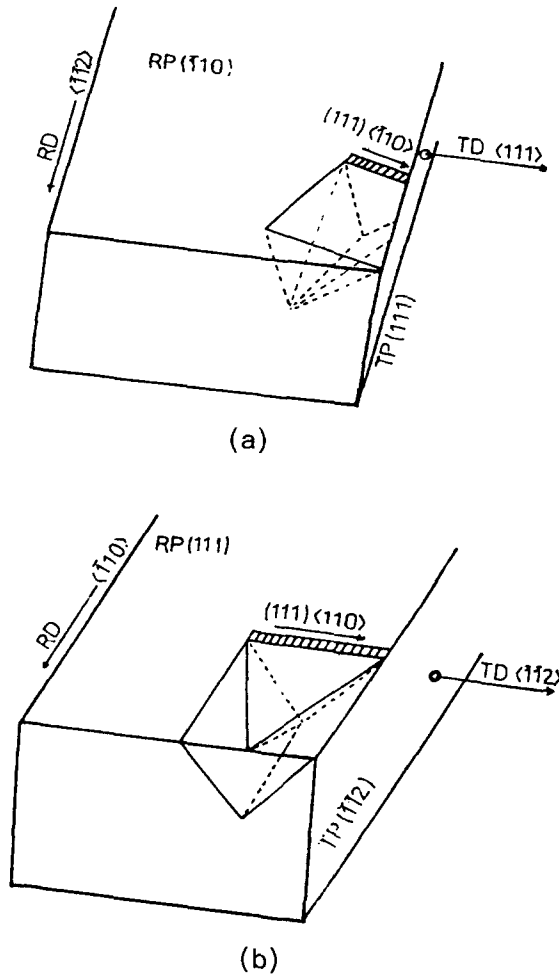 RP(1̄10)
RD ⟨1̄1̄2⟩
(111)⟨1̄10⟩
TD ⟨111⟩
TP(111)
(a)
RP(111)
RD ⟨1̄10⟩
(111)⟨110⟩
TD ⟨1̄1̄2⟩
TP(1̄1̄2)
(b)